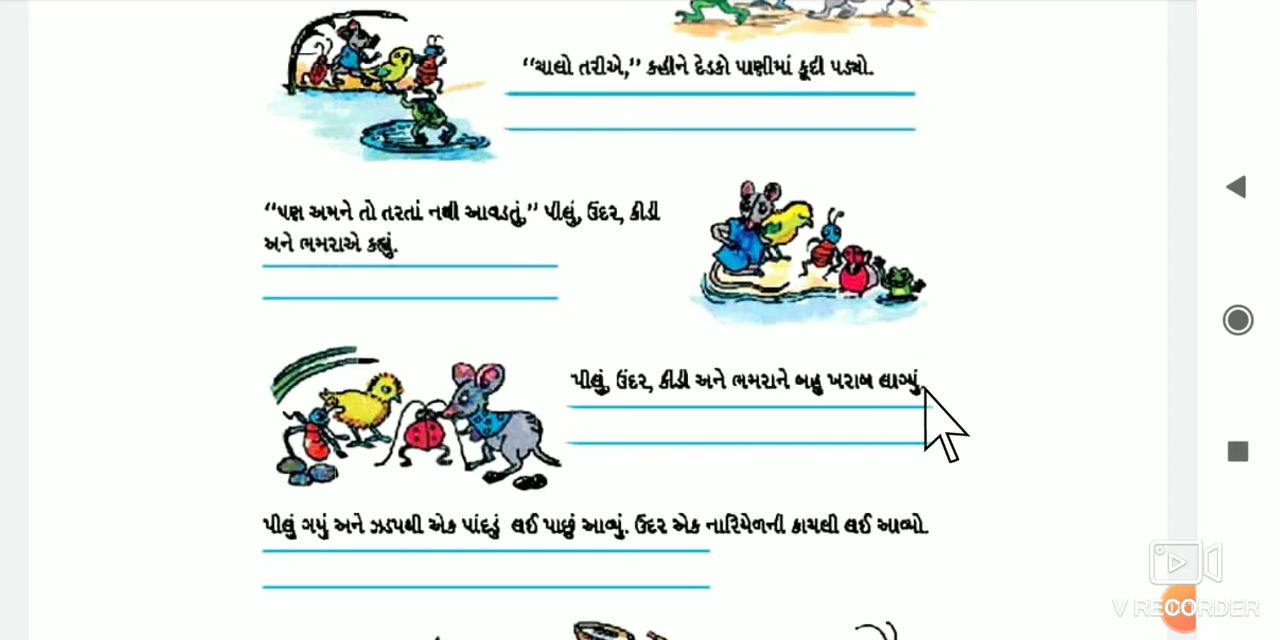 “ચાલો તરીએ,” કહીને દેડકો પાણીમાં કૂદી પડ્યો.
“પણ અમને તો તરતાં નથી આવડતું,” પીલું, ઉંદર, કીડી
અને ભમરાએ કહ્યું.
પીલું, ઉંદર, કીડી અને ભમરાને બહુ ખરાબ લાગ્યું.
પીલું ગયું અને ઝડપથી એક પાંદડું લઈ પાછું આવ્યું. ઉંદર એક નારિયેળની કાચલી લઈ આવ્યો.
V RECORDER